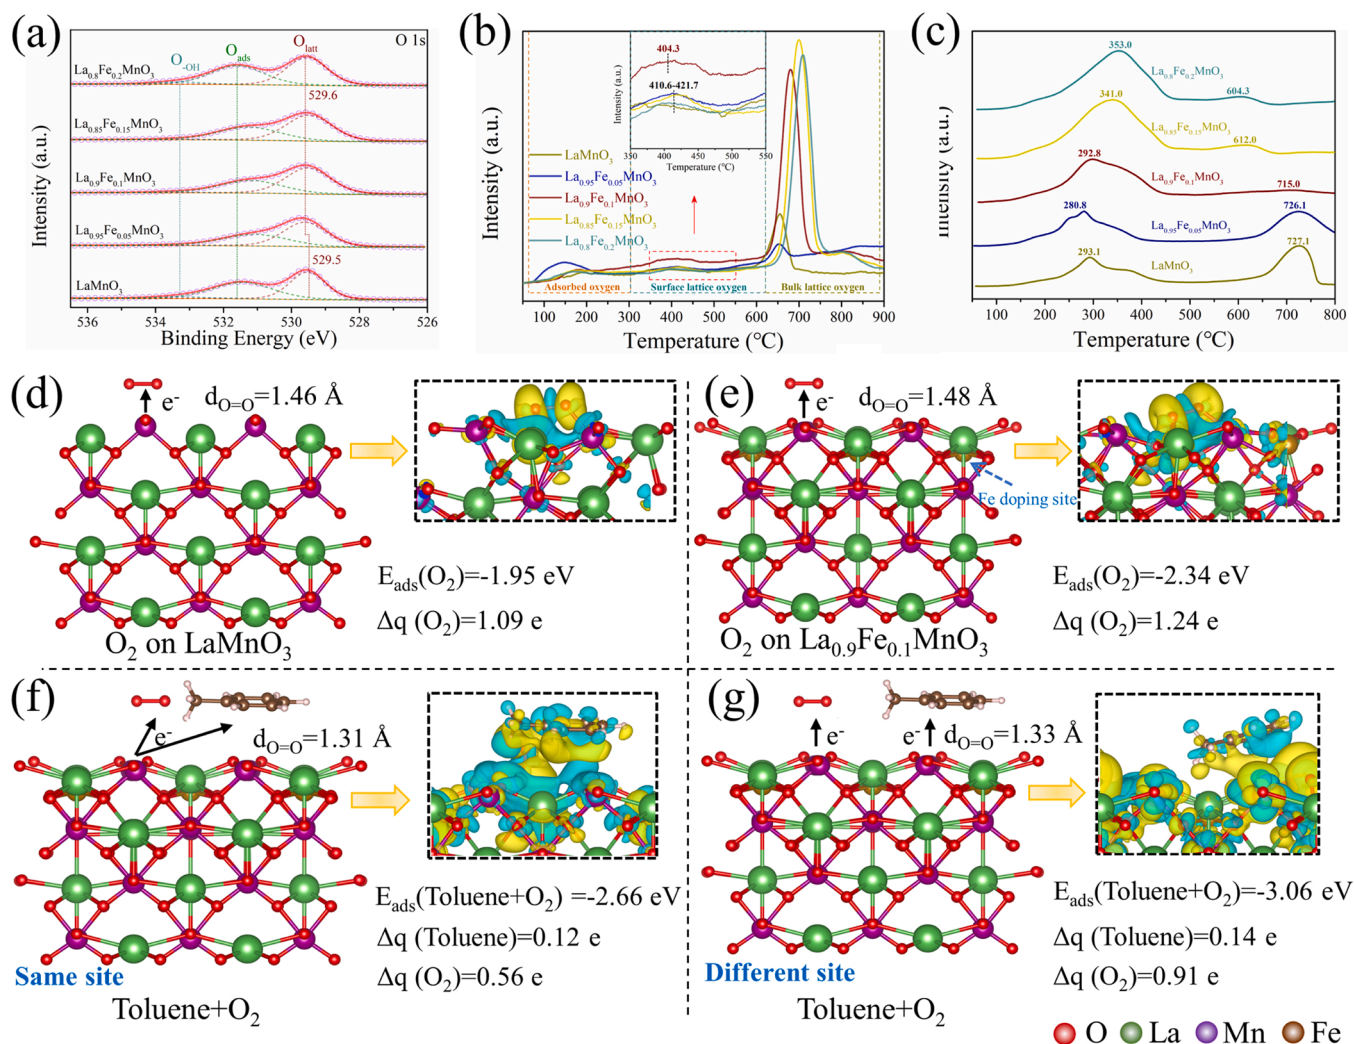 (a)
O 1s
O-OH
Oads
Olatt
La0.8Fe0.2MnO3
529.6
La0.85Fe0.15MnO3
La0.9Fe0.1MnO3
La0.95Fe0.05MnO3
529.5
LaMnO3
Intensity (a.u.)
536 534 532 530 528 526
Binding Energy (eV)
(b)
404.3
410.6-421.7
Intensity (a.u.)
350 400 450 500 550
Temperature (℃)
LaMnO3
La0.95Fe0.05MnO3
La0.9Fe0.1MnO3
La0.85Fe0.15MnO3
La0.8Fe0.2MnO3
Adsorbed oxygen
Surface lattice oxygen
Bulk lattice oxygen
Intensity (a.u.)
100 200 300 400 500 600 700 800 900
Temperature (℃)
(c)
353.0
604.3
La0.8Fe0.2MnO3
341.0
La0.85Fe0.15MnO3
612.0
292.8
La0.9Fe0.1MnO3
715.0
280.8
La0.95Fe0.05MnO3
726.1
293.1
LaMnO3
727.1
Intensity (a.u.)
100 200 300 400 500 600 700 800
Temperature (℃)
(d)
e-
dO=O=1.46 Å
Eads(O2)=-1.95 eV
Δq (O2)=1.09 e
O2 on LaMnO3
(e)
e-
dO=O=1.48 Å
Fe doping site
Eads(O2)=-2.34 eV
Δq (O2)=1.24 e
O2 on La0.9Fe0.1MnO3
(f)
e-
dO=O=1.31 Å
Eads(Toluene+O2) =-2.66 eV
Δq (Toluene)=0.12 e
Δq (O2)=0.56 e
Same site
Toluene+O2
(g)
e-
e-
dO=O=1.33 Å
Eads(Toluene+O2)=-3.06 eV
Δq (Toluene)=0.14 e
Δq (O2)=0.91 e
Different site
Toluene+O2
O La Mn Fe